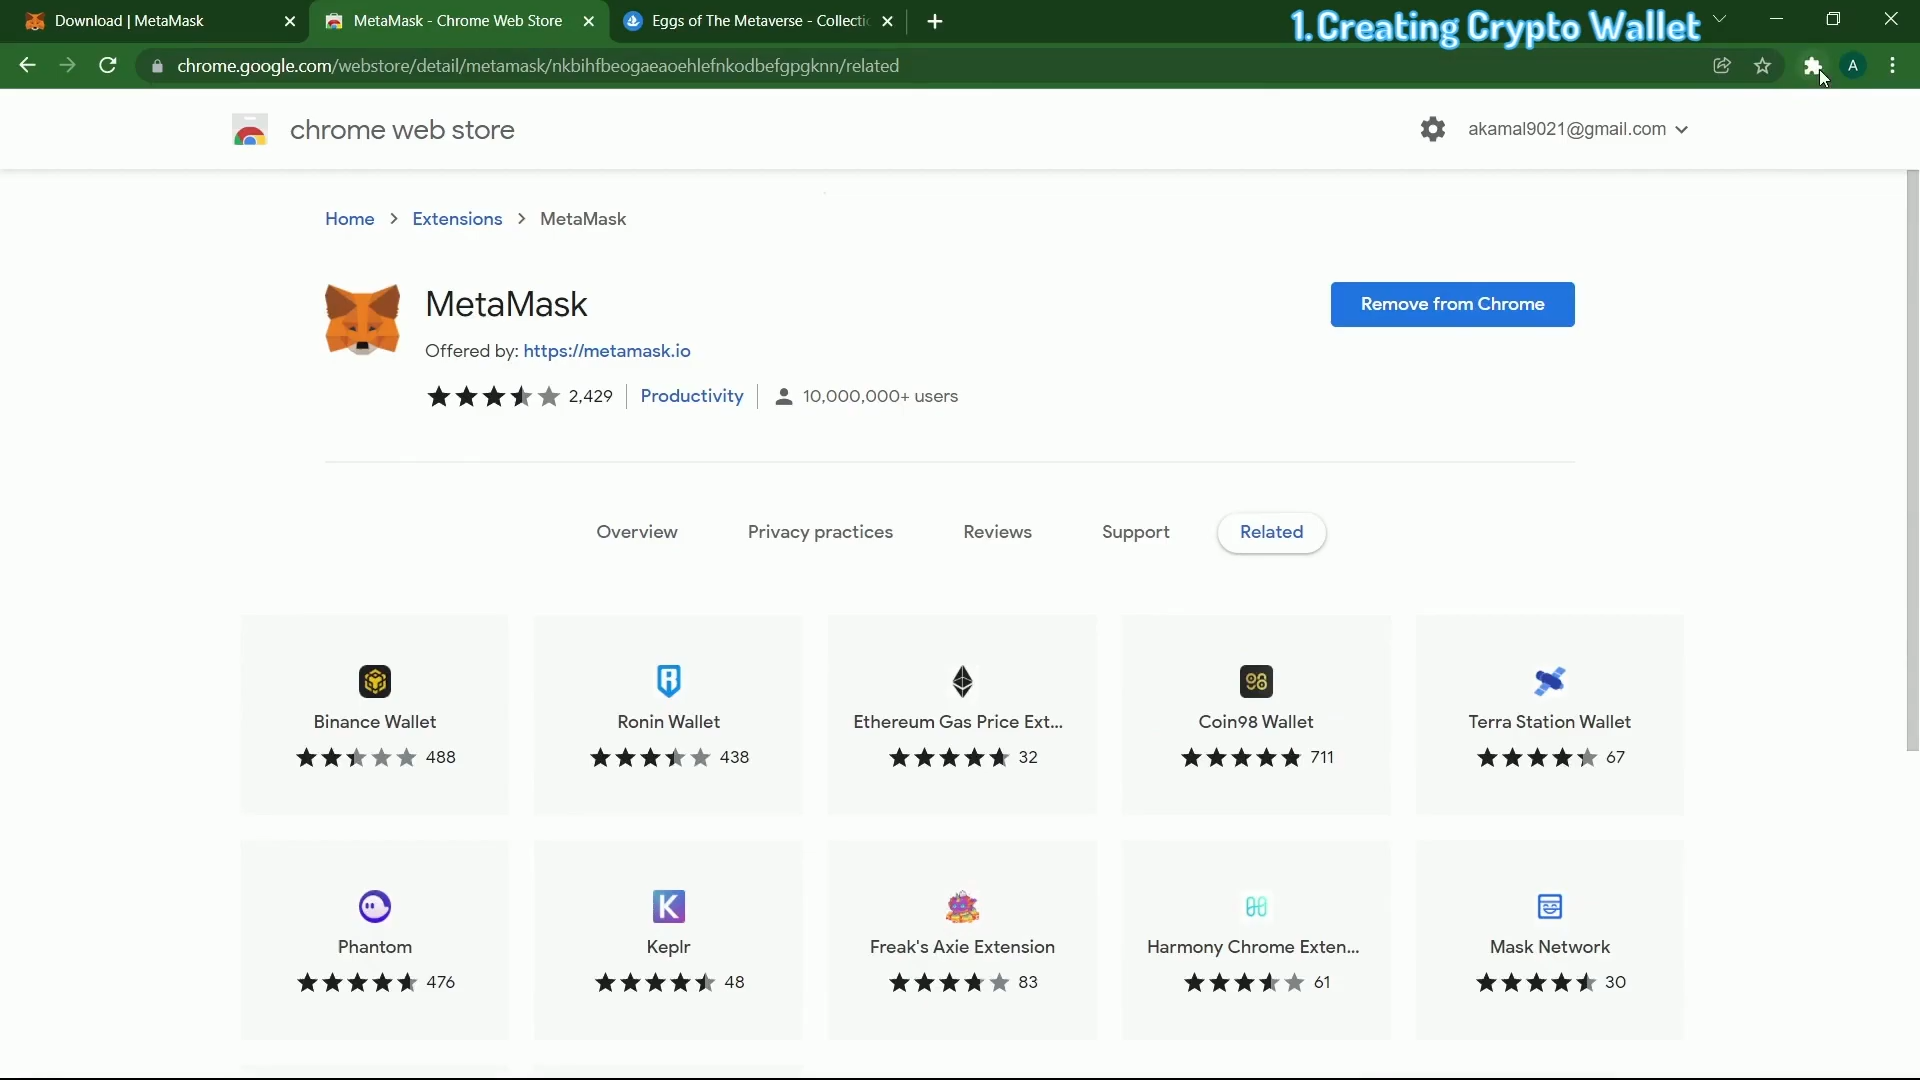 Download | MetaMask
MetaMask - Chrome Web Store
Eggs of The Metaverse - Collecti
1.Creating Crypto Wallet
chrome.google.com/webstore/detail/metamask/nkbihfbeogaeaoehlefnkodbefgpgknn/related
A
chrome web store
akamal9021@gmail.com
Home > Extensions > MetaMask
MetaMask
Remove from Chrome
Offered by: https://metamask.io
2,429 | Productivity | 10,000,000+ users
Overview
Privacy practices
Reviews
Support
Related
Binance Wallet
488
Ronin Wallet
438
Ethereum Gas Price Ext...
32
Coin98 Wallet
711
Terra Station Wallet
67
Phantom
476
K
Keplr
48
Freak's Axie Extension
83
Harmony Chrome Exten...
61
Mask Network
30